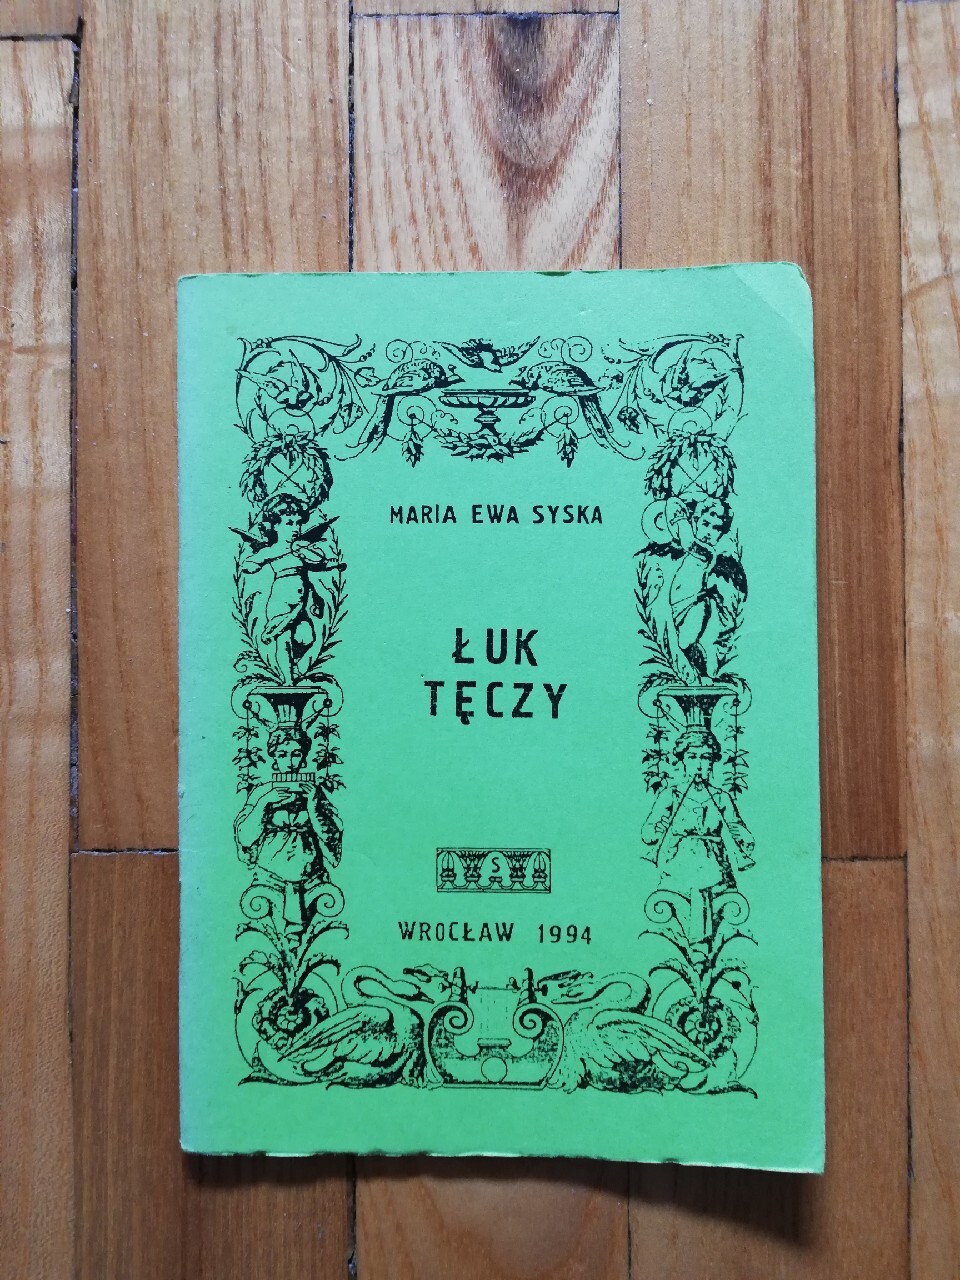 MARIA EWA SYSKA
ŁUK
TĘCZY
S
WROCŁAW 1994